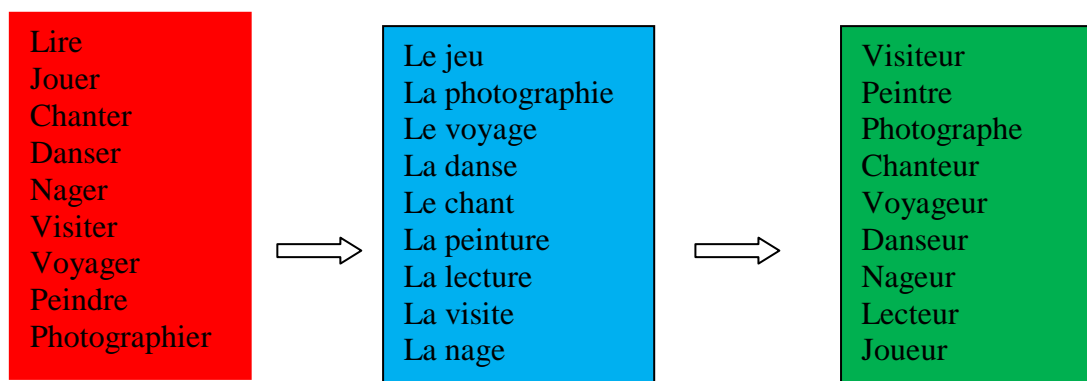 Lire
Jouer
Chanter
Danser
Nager
Visiter
Voyager
Peindre
Photographier
Le jeu
La photographie
Le voyage
La danse
Le chant
La peinture
La lecture
La visite
La nage
Visiteur
Peintre
Photographe
Chanteur
Voyageur
Danseur
Nageur
Lecteur
Joueur